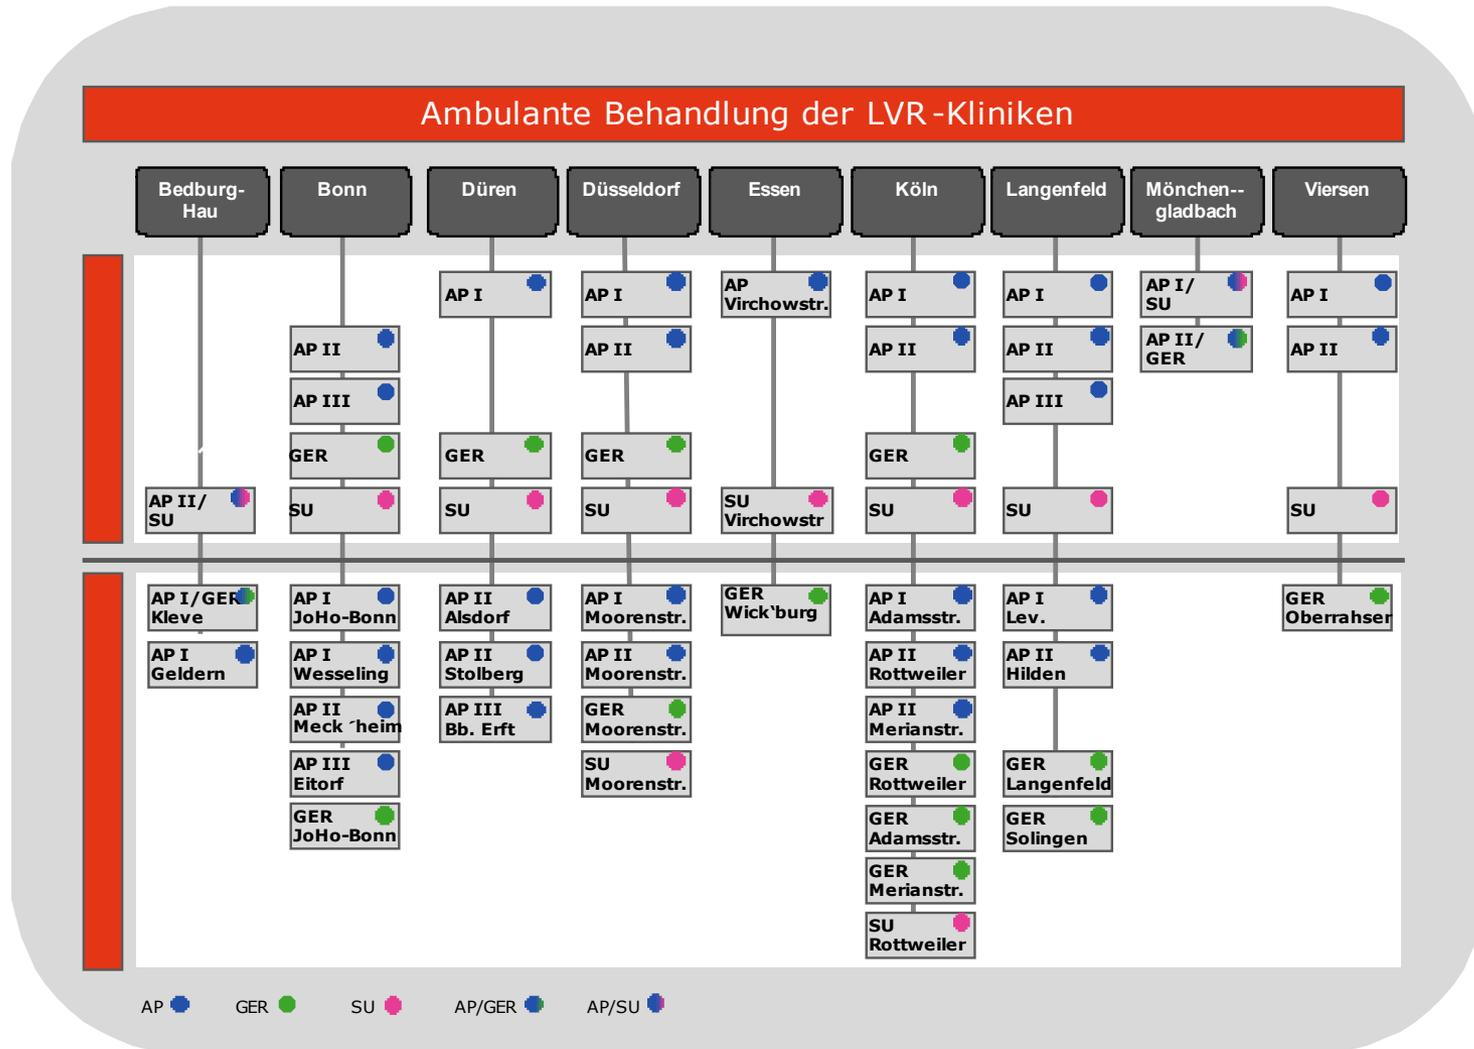 Ambulante Behandlung der LVR-Kliniken
Bedburg-
Hau
Bonn
Düren
Düsseldorf
Essen
Köln
Langenfeld
Mönchen--
gladbach
Viersen
AP I
AP I
AP
Virchowstr.
AP I
AP I
AP I/
SU
AP I
AP II
AP II
AP II
AP II
AP II/
GER
AP II
AP III
AP III
GER
GER
GER
GER
AP II/
SU
SU
SU
SU
SU
Virchowstr
SU
SU
SU
AP I/GER
Kleve
AP I
JoHo-Bonn
AP II
Alsdorf
AP I
Moorenstr.
GER
Wick‘burg
AP I
Adamsstr.
AP I
Lev.
GER
Oberrahser
AP I
Geldern
AP I
Wesseling
AP II
Stolberg
AP II
Moorenstr.
AP II
Rottweiler
AP II
Hilden
AP II
Meck ´heim
AP III
Bb. Erft
GER
Moorenstr.
AP II
Merianstr.
AP III
Eitorf
SU
Moorenstr.
GER
Rottweiler
GER
Langenfeld
GER
JoHo-Bonn
GER
Adamsstr.
GER
Solingen
GER
Merianstr.
SU
Rottweiler
AP
GER
SU
AP/GER
AP/SU